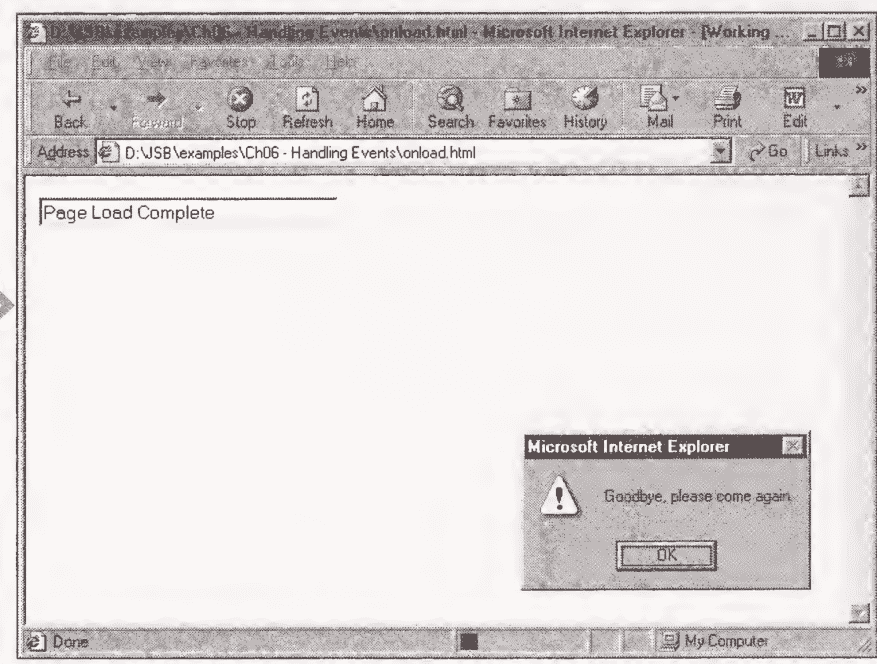 D:\JSB\examples\Ch06 - Handling Events\onload.html - Microsoft Internet Explorer - [Working ...
File Edit View Favorites Tools Help
Back Forward Stop Refresh Home Search Favorites History Mail Print Edit »
Address D:\JSB\examples\Ch06 - Handling Events\onload.html Go Links »
Page Load Complete
Microsoft Internet Explorer
Goodbye, please come again.
OK
Done My Computer